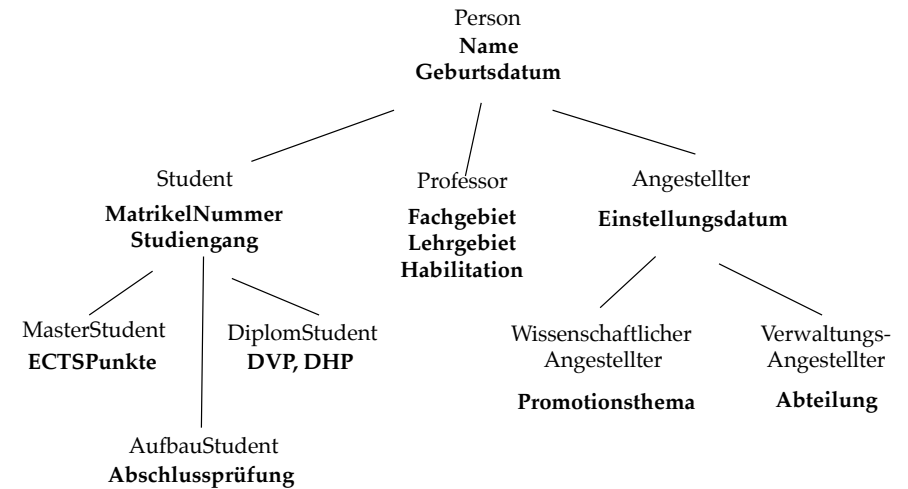 Person
Name
Geburtsdatum
Student
MatrikelNummer
Studiengang
Professor
Fachgebiet
Lehrgebiet
Habilitation
Angestellter
Einstellungsdatum
MasterStudent
ECTSPunkte
DiplomStudent
DVP, DHP
Wissenschaftlicher
Angestellter
Promotionsthema
Verwaltungs-
Angestellter
Abteilung
AufbauStudent
Abschlussprüfung